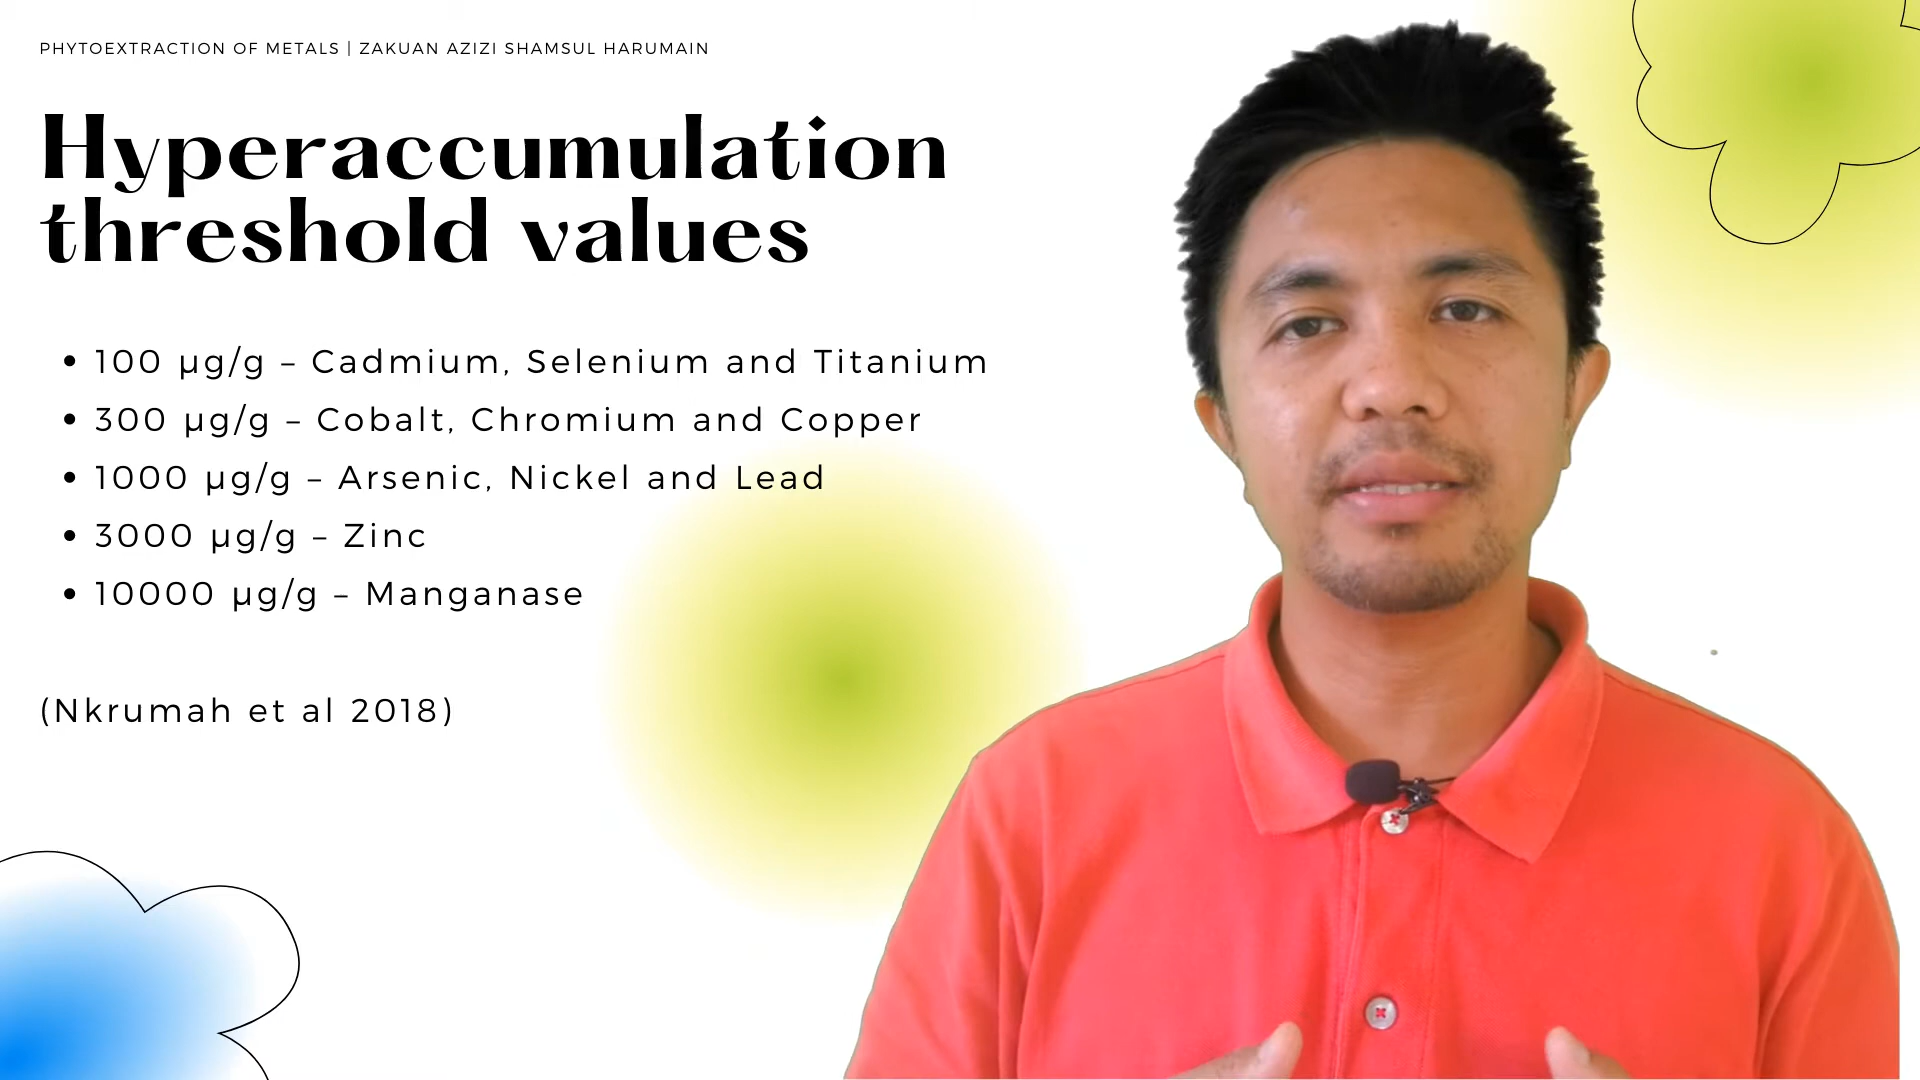 PHYTOEXTRACTION OF METALS | ZAKUAN AZIZI SHAMSUL HARUMAIN
Hyperaccumulation
threshold values
• 100 µg/g – Cadmium, Selenium and Titanium
• 300 µg/g – Cobalt, Chromium and Copper
• 1000 µg/g – Arsenic, Nickel and Lead
• 3000 µg/g – Zinc
• 10000 µg/g – Manganase
(Nkrumah et al 2018)